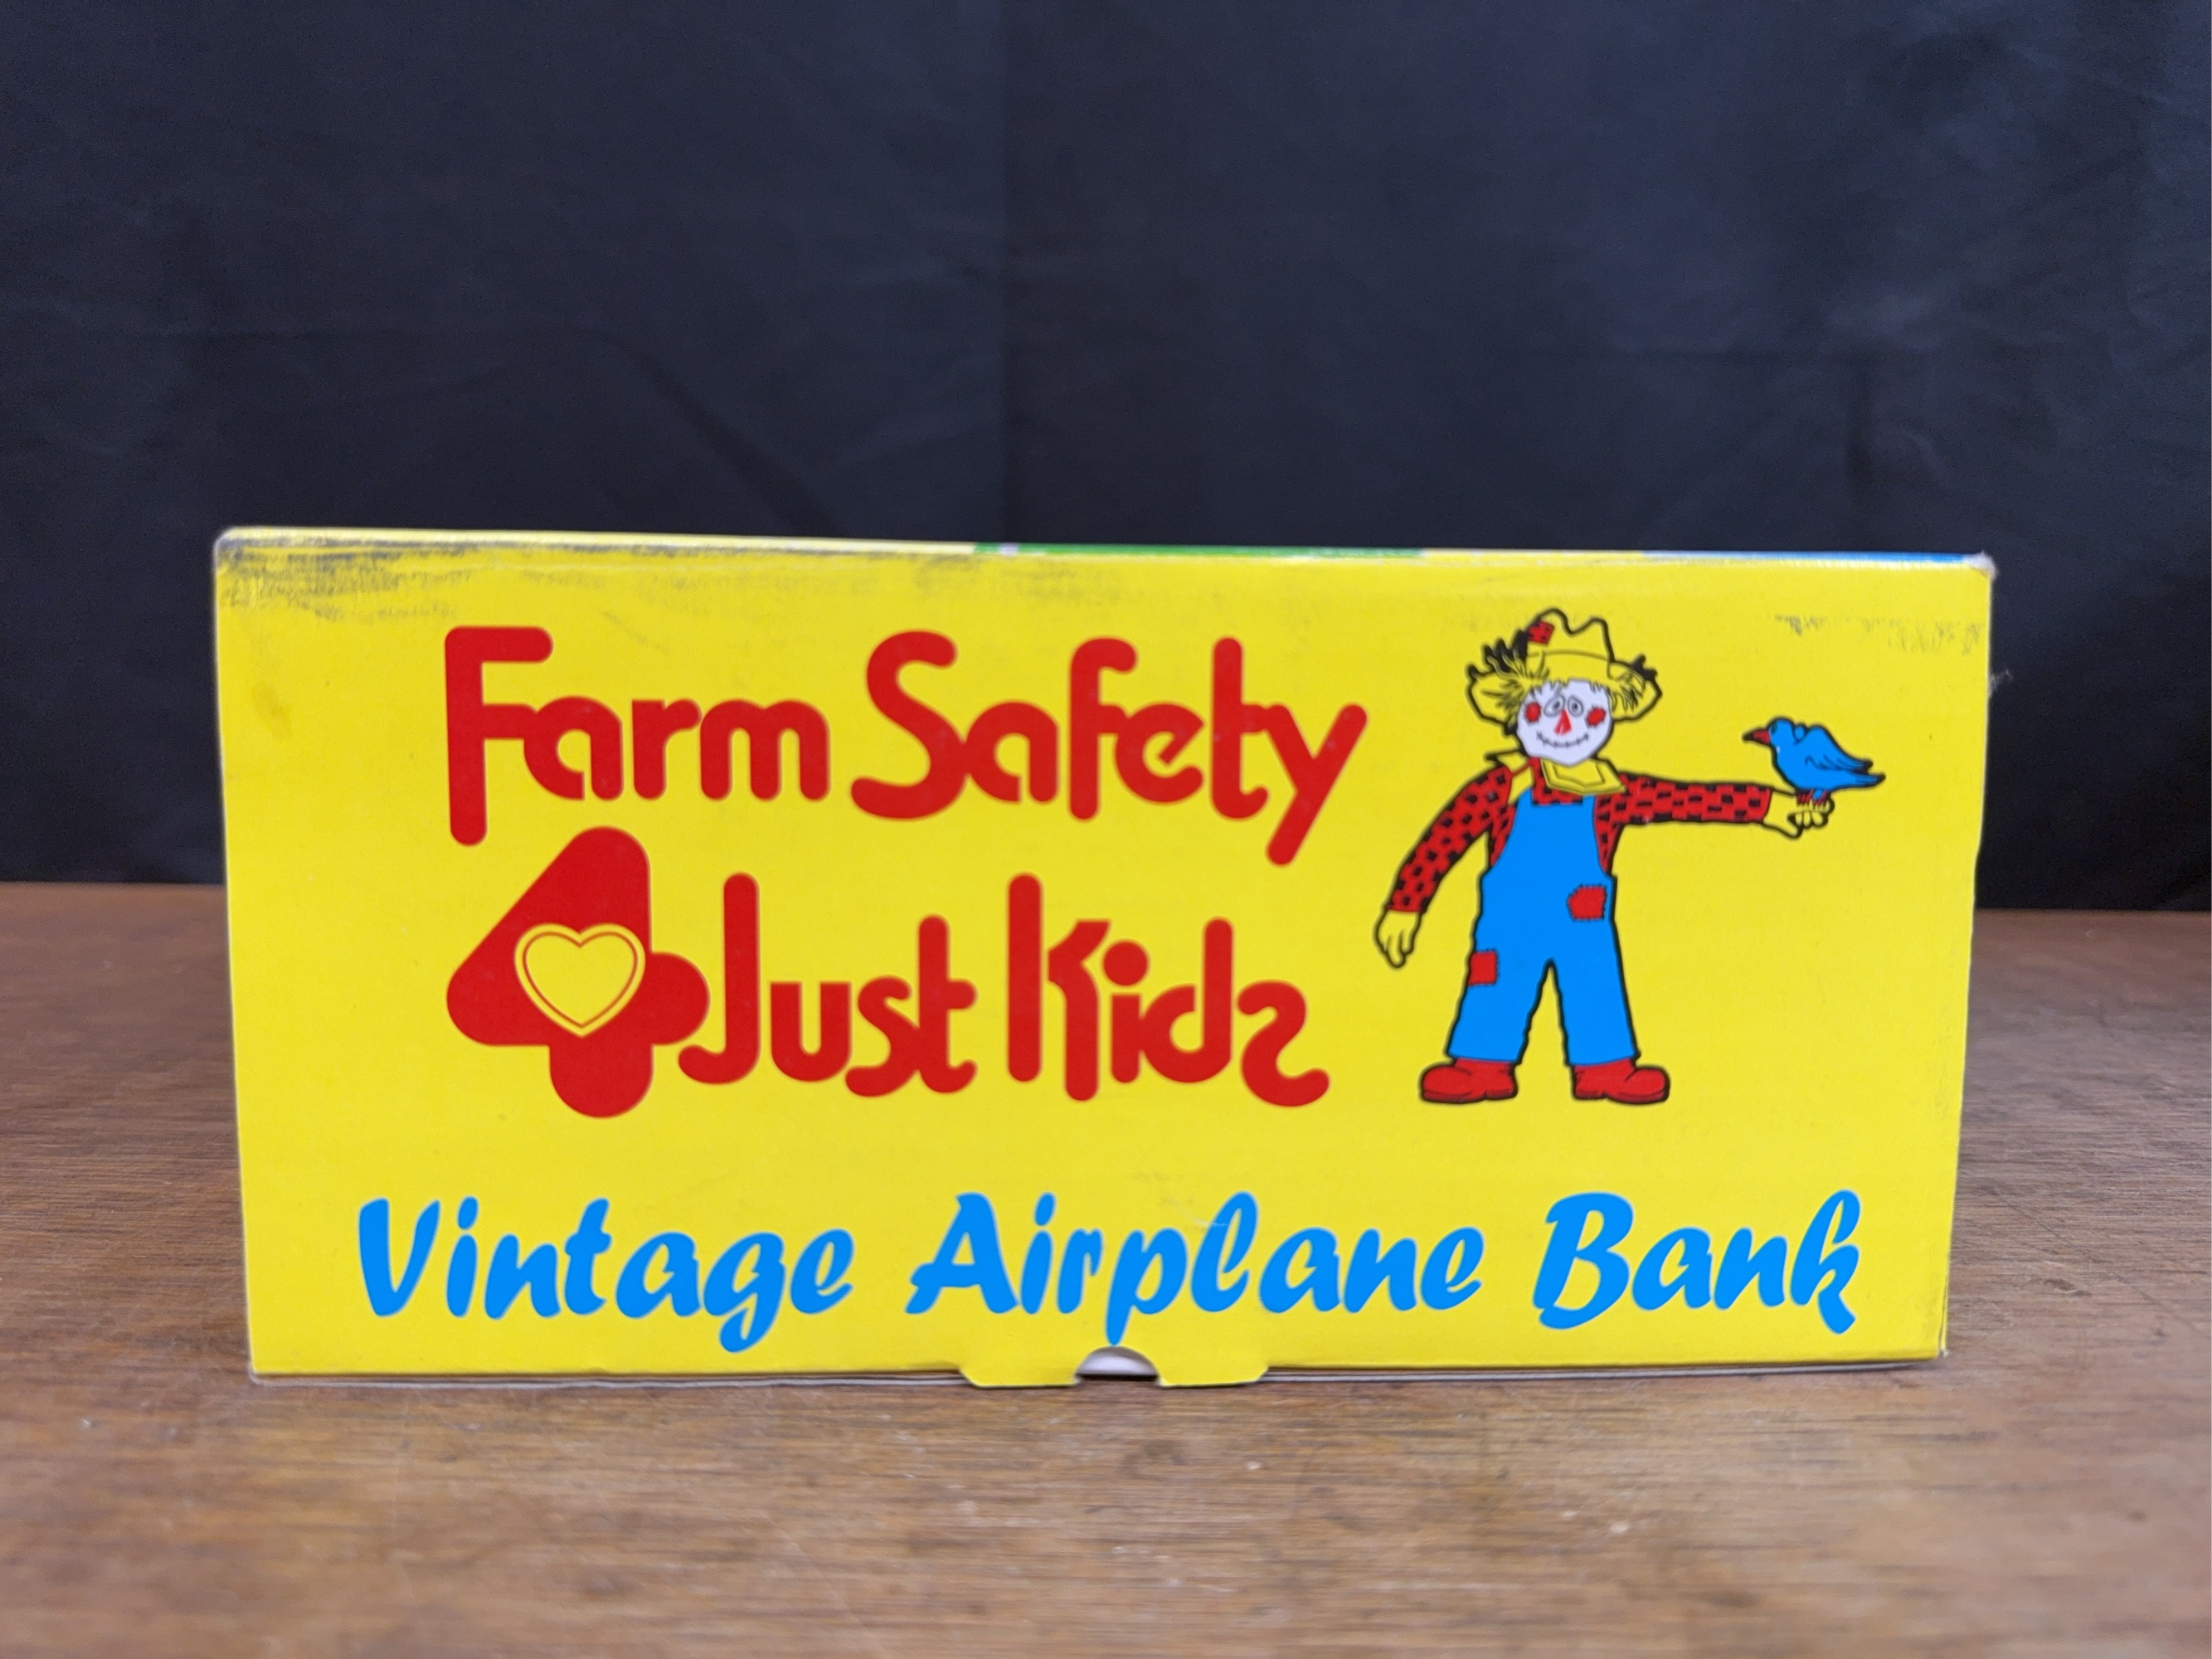 Farm Safety
4 Just Kids
Vintage Airplane Bank